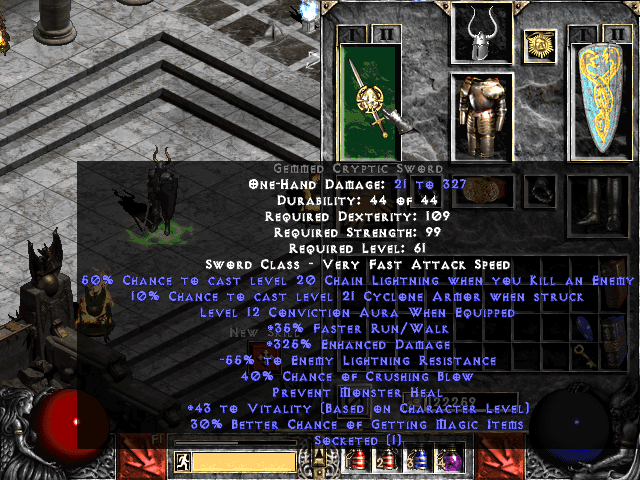 I II
I II
Gemmed Cryptic Sword
One-Hand Damage: 21 to 327
Durability: 44 of 44
Required Dexterity: 109
Required Strength: 99
Required Level: 61
Sword Class - Very Fast Attack Speed
50% Chance to cast level 20 Chain Lightning when you Kill an Enemy
10% Chance to cast level 21 Cyclone Armor when struck
Level 12 Conviction Aura When Equipped
+35% Faster Run/Walk
New Skill
+325% Enhanced Damage
-55% to Enemy Lightning Resistance
40% Chance of Crushing Blow
Prevent Monster Heal
+43 to Vitality (Based on Character Level)
30% Better Chance of Getting Magic Items
Socketed (1)